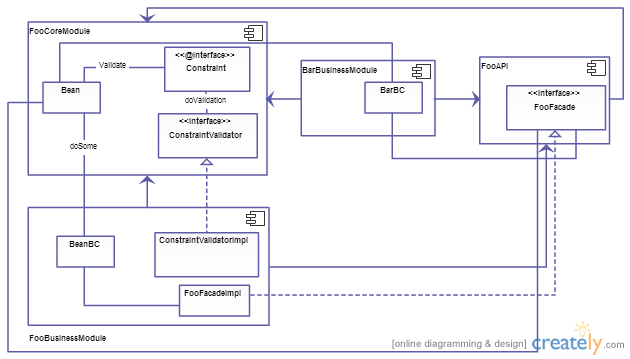 FooCoreModule
<<@interface>>
Constraint
Validate
Bean
doValidation
<<interface>>
ConstraintValidator
doSome
BarBusinessModule
BarBC
FooAPI
<<interface>>
FooFacade
BeanBC
ConstraintValidatorImpl
FooFacadeImpl
FooBusinessModule
[online diagramming & design] creately.com